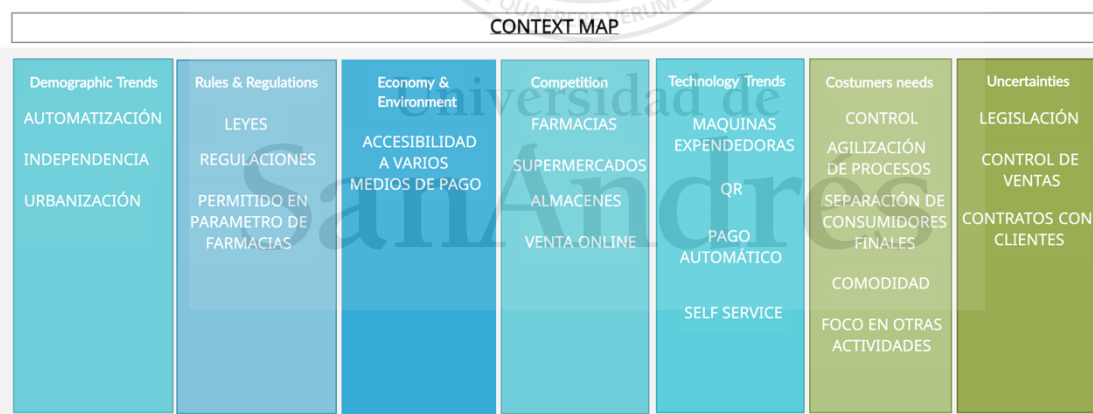 QUAERERE VERUM
CONTEXT MAP
Universidad de
SanAndrés
Demographic Trends
AUTOMATIZACIÓN
INDEPENDENCIA
URBANIZACIÓN
Rules & Regulations
LEYES
REGULACIONES
PERMITIDO EN
PARAMETRO DE
FARMACIAS
Economy &
Environment
ACCESIBILIDAD
A VARIOS
MEDIOS DE PAGO
Competition
FARMACIAS
SUPERMERCADOS
ALMACENES
VENTA ONLINE
Technology Trends
MAQUINAS
EXPENDEDORAS
QR
PAGO
AUTOMÁTICO
SELF SERVICE
Costumers needs
CONTROL
AGILIZACIÓN
DE PROCESOS
SEPARACIÓN DE
CONSUMIDORES
FINALES
COMODIDAD
FOCO EN OTRAS
ACTIVIDADES
Uncertainties
LEGISLACIÓN
CONTROL DE
VENTAS
CONTRATOS CON
CLIENTES